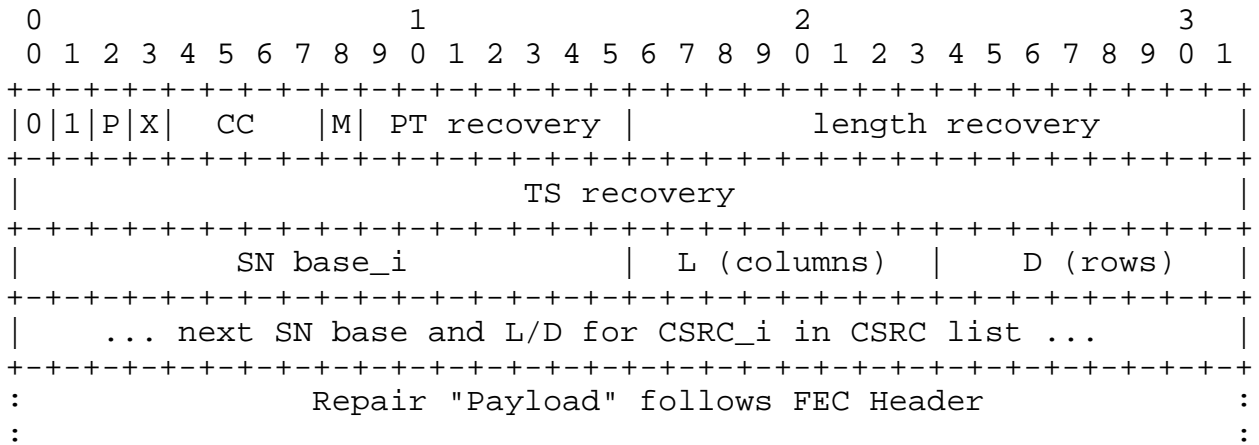 0                   1                   2                   3
 0 1 2 3 4 5 6 7 8 9 0 1 2 3 4 5 6 7 8 9 0 1 2 3 4 5 6 7 8 9 0 1
+-+-+-+-+-+-+-+-+-+-+-+-+-+-+-+-+-+-+-+-+-+-+-+-+-+-+-+-+-+-+-+-+
|0|1|P|X|  CC   |M| PT recovery |         length recovery       |
+-+-+-+-+-+-+-+-+-+-+-+-+-+-+-+-+-+-+-+-+-+-+-+-+-+-+-+-+-+-+-+-+
|                          TS recovery                          |
+-+-+-+-+-+-+-+-+-+-+-+-+-+-+-+-+-+-+-+-+-+-+-+-+-+-+-+-+-+-+-+-+
|           SN base_i           |  L (columns)  |    D (rows)   |
+-+-+-+-+-+-+-+-+-+-+-+-+-+-+-+-+-+-+-+-+-+-+-+-+-+-+-+-+-+-+-+-+
|    ... next SN base and L/D for CSRC_i in CSRC list ...       |
+-+-+-+-+-+-+-+-+-+-+-+-+-+-+-+-+-+-+-+-+-+-+-+-+-+-+-+-+-+-+-+-+
:               Repair "Payload" follows FEC Header             :
:                                                               :